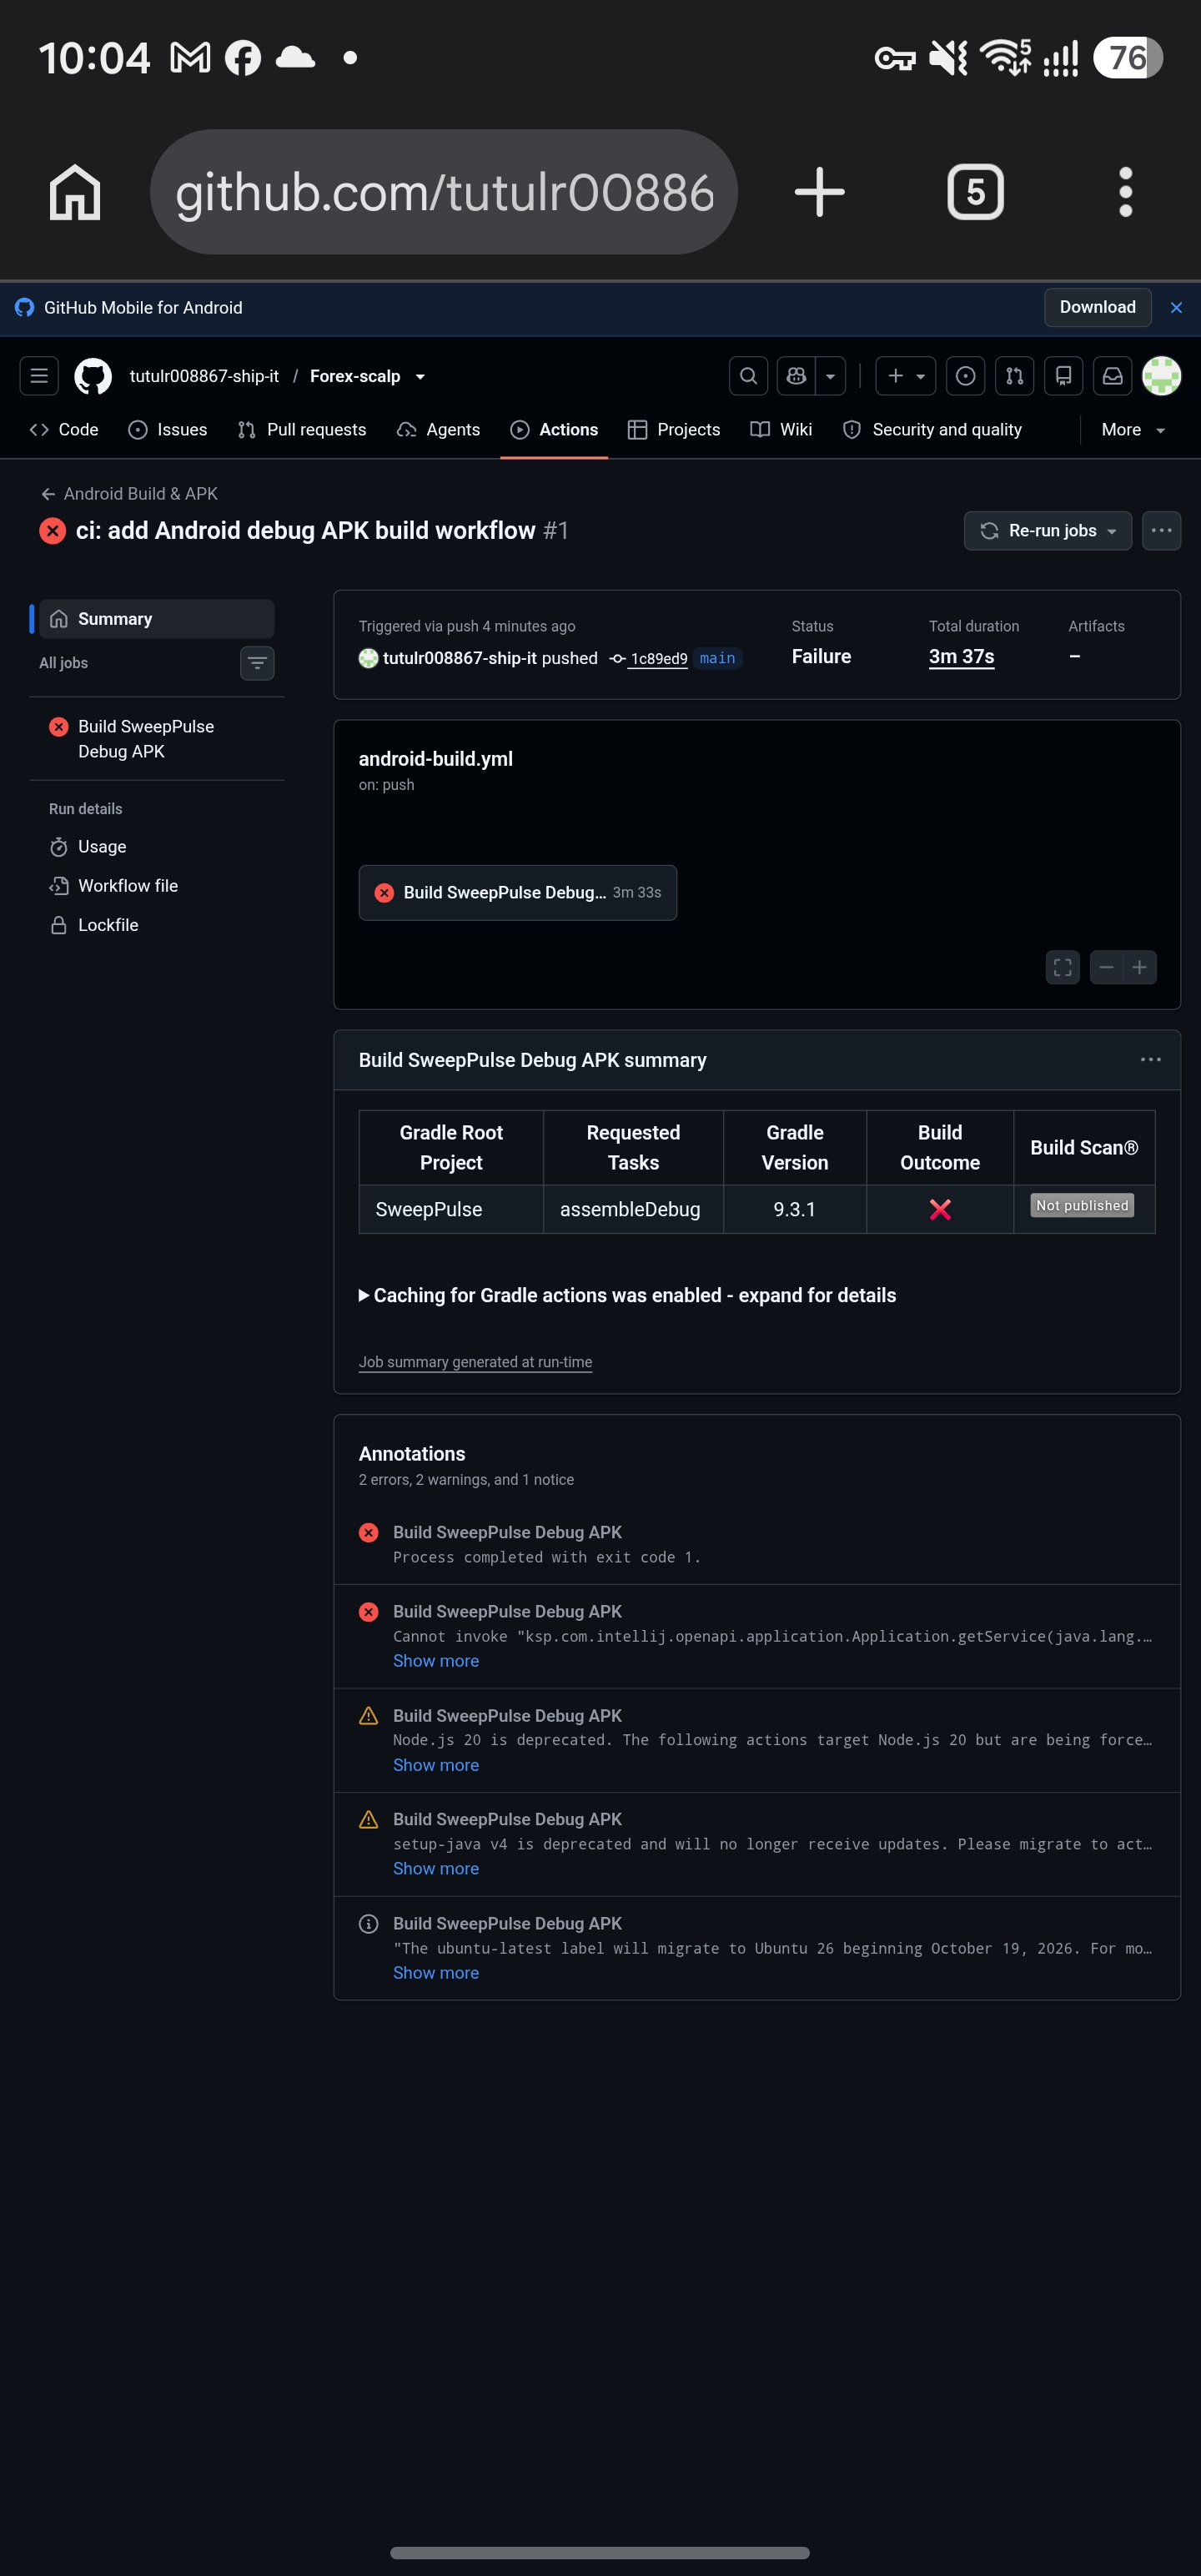 10:04
5
76
github.com/tutulr00886
5
GitHub Mobile for Android
Download
tutulr008867-ship-it / Forex-scalp
Code
Issues
Pull requests
Agents
Actions
Projects
Wiki
Security and quality
More
Android Build & APK
ci: add Android debug APK build workflow #1
Re-run jobs
Summary
All jobs
Build SweepPulse
Debug APK
Run details
Usage
Workflow file
Lockfile
Triggered via push 4 minutes ago
tutulr008867-ship-it pushed 1c89ed9 main
Status
Failure
Total duration
3m 37s
Artifacts
–
android-build.yml
on: push
Build SweepPulse Debug... 3m 33s
Build SweepPulse Debug APK summary
Gradle Root Project
Requested Tasks
Gradle Version
Build Outcome
Build Scan®
SweepPulse
assembleDebug
9.3.1
Not published
Caching for Gradle actions was enabled - expand for details
Job summary generated at run-time
Annotations
2 errors, 2 warnings, and 1 notice
Build SweepPulse Debug APK
Process completed with exit code 1.
Build SweepPulse Debug APK
Cannot invoke "ksp.com.intellij.openapi.application.Application.getService(java.lang.…
Show more
Build SweepPulse Debug APK
Node.js 20 is deprecated. The following actions target Node.js 20 but are being force…
Show more
Build SweepPulse Debug APK
setup-java v4 is deprecated and will no longer receive updates. Please migrate to act…
Show more
Build SweepPulse Debug APK
"The ubuntu-latest label will migrate to Ubuntu 26 beginning October 19, 2026. For mo…
Show more